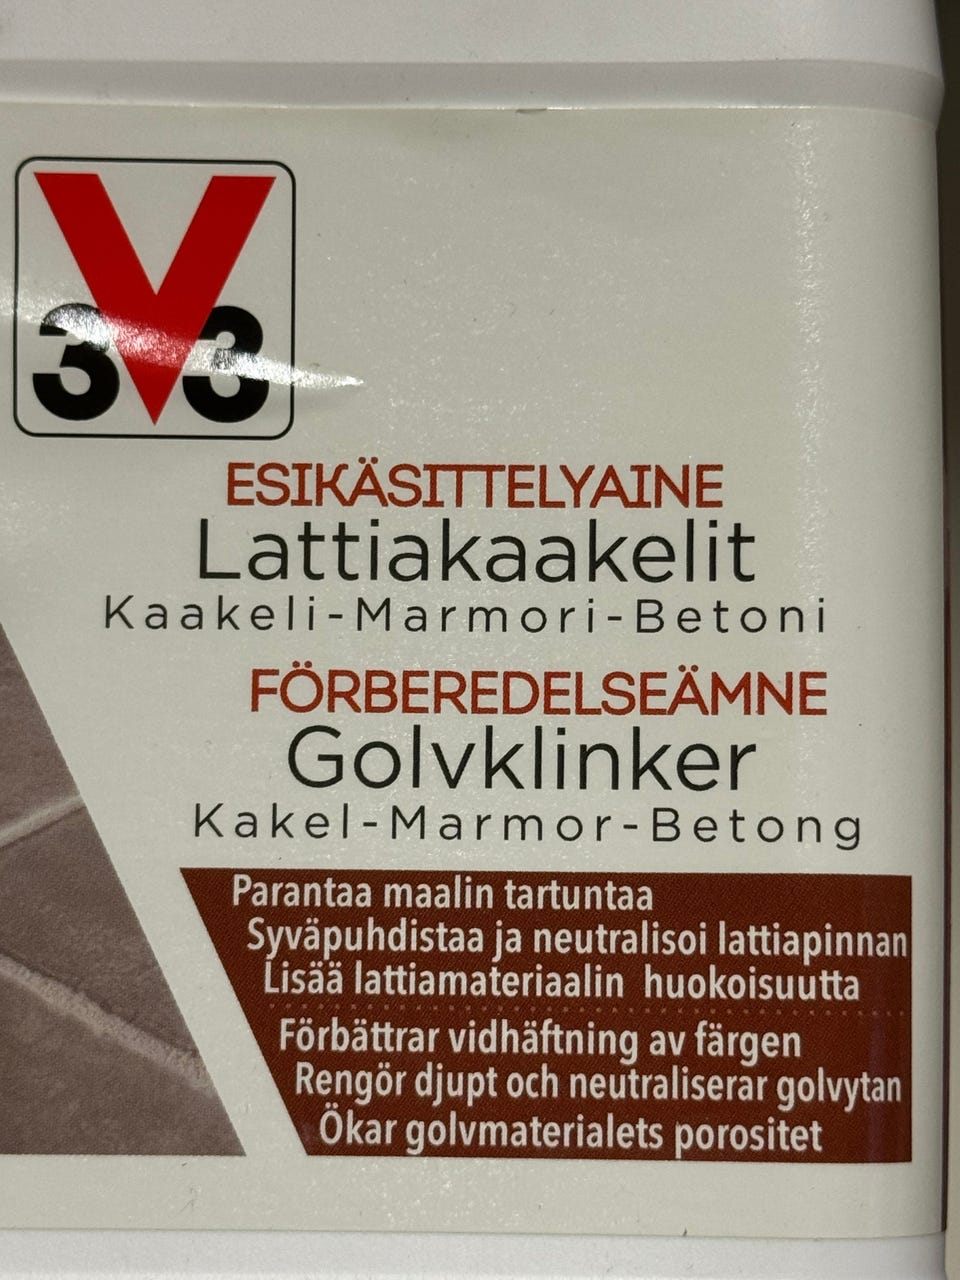 V
33
ESIKÄSITTELYAINE
Lattiakaakelit
Kaakeli-Marmori-Betoni
FÖRBEREDELSEÄMNE
Golvklinker
Kakel-Marmor-Betong
Parantaa maalin tartuntaa
Syväpuhdistaa ja neutralisoi lattiapinnan
Lisää lattiamateriaalin huokoisuutta
Förbättrar vidhäftning av färgen
Rengör djupt och neutraliserar golvytan
Ökar golvmaterialets porositet